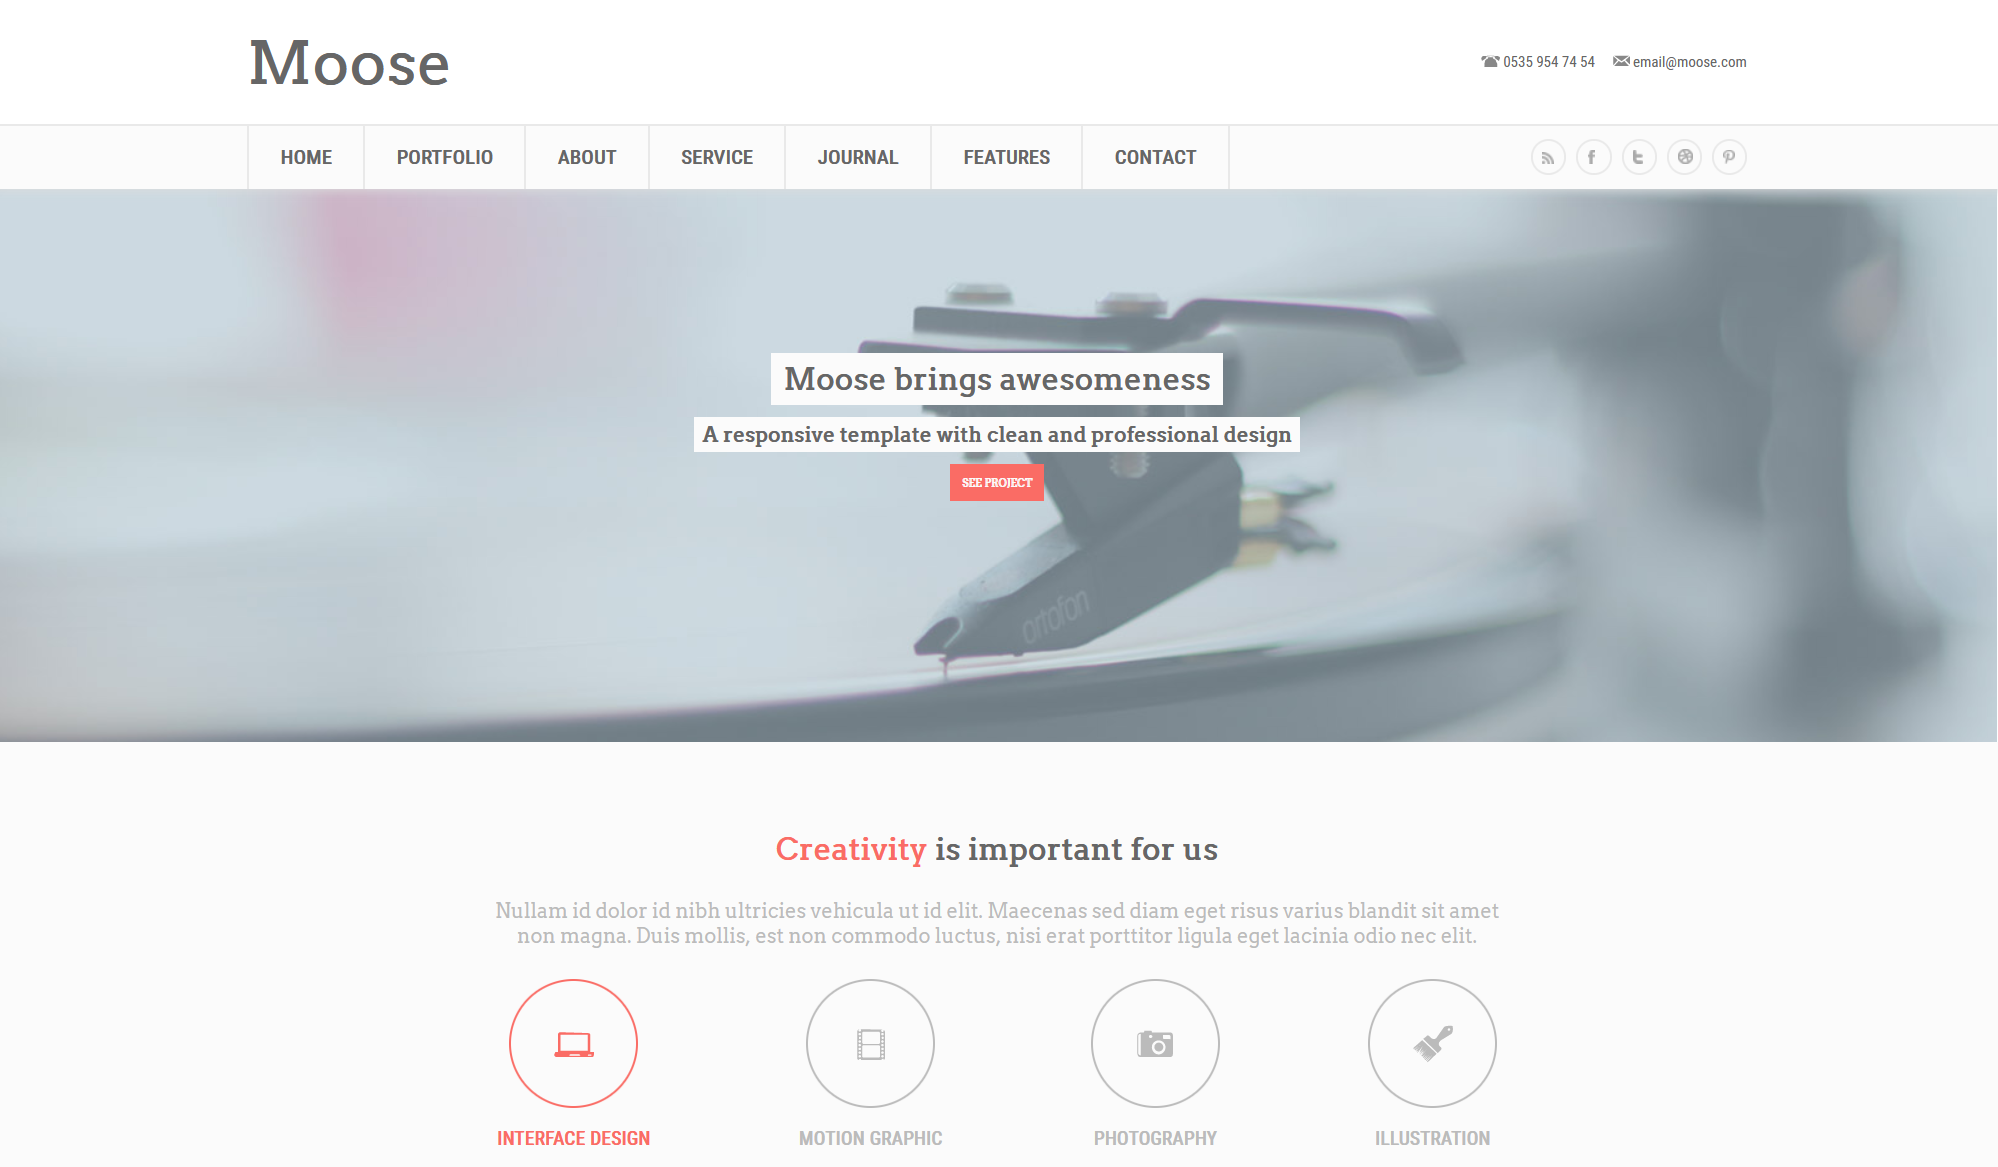 Moose
0535 954 74 54 email@moose.com
HOME PORTFOLIO ABOUT SERVICE JOURNAL FEATURES CONTACT
Moose brings awesomeness
A responsive template with clean and professional design
SEE PROJECT
ortofon
Creativity is important for us
Nullam id dolor id nibh ultricies vehicula ut id elit. Maecenas sed diam eget risus varius blandit sit amet
non magna. Duis mollis, est non commodo luctus, nisi erat porttitor ligula eget lacinia odio nec elit.
INTERFACE DESIGN MOTION GRAPHIC PHOTOGRAPHY ILLUSTRATION